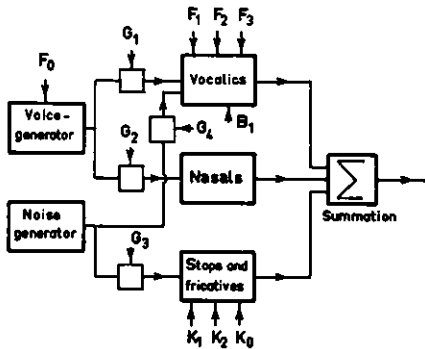 F1 F2 F3
G1
F0
Vocalics
Voice-
generator
G4
B1
G2
Nasals
Σ
Noise
generator
Summation
G3
Stops and
fricatives
K1 K2 K0